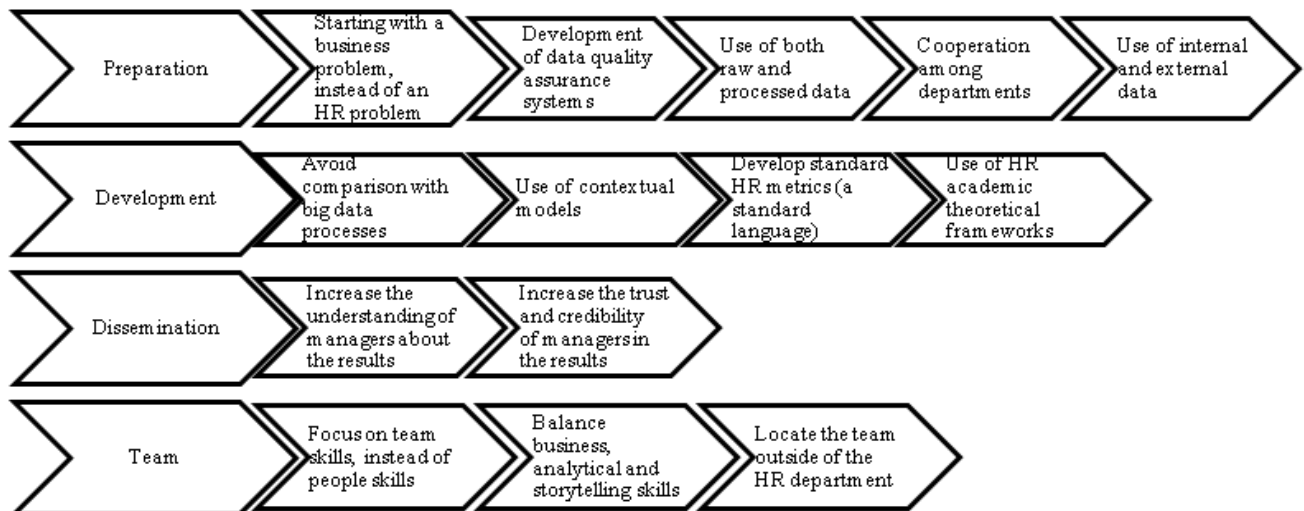 Preparation
Starting with a
business
problem,
instead of an
HR problem
Development
of data quality
assurance
systems
Use of both
raw and
processed data
Cooperation
among
departments
Use of internal
and external
data
Development
Avoid
comparison with
big data
processes
Use of contextual
models
Develop standard
HR metrics (a
standard
language)
Use of HR
academic
theoretical
frameworks
Dissemination
Increase the
understanding of
managers about
the results
Increase the trust
and credibility
of managers in
the results
Team
Focus on team
skills, instead of
people skills
Balance
business,
analytical and
storytelling skills
Locate the team
outside of the
HR department